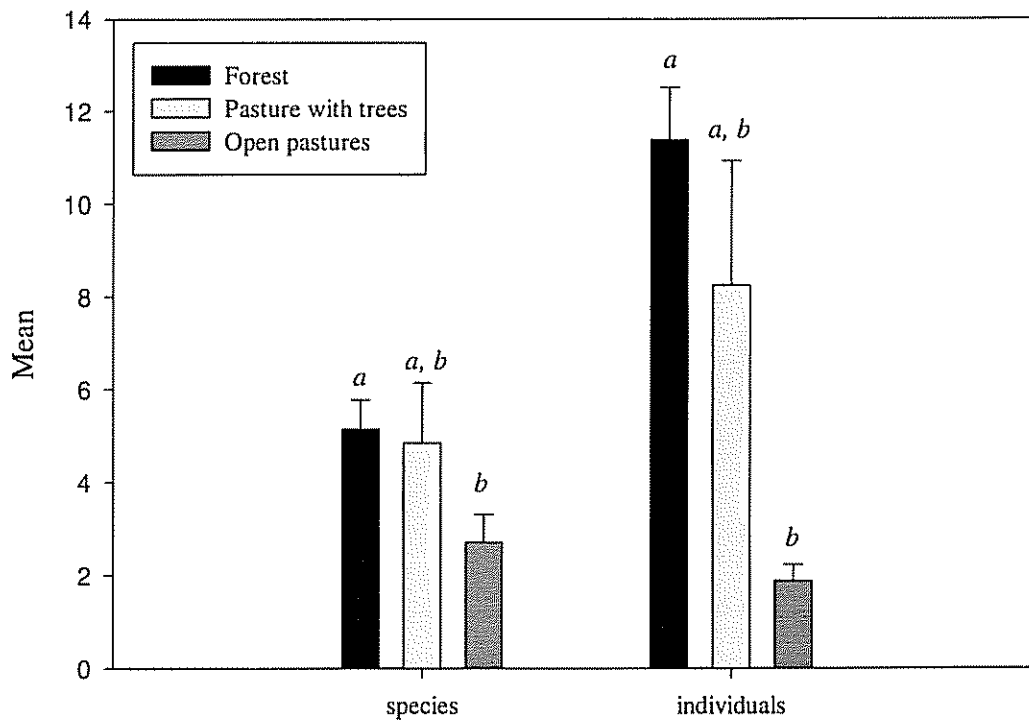 14
12
10
8
6
4
2
0
Mean
Forest
Pasture with trees
Open pastures
a
a, b
b
a
a, b
b
species
individuals